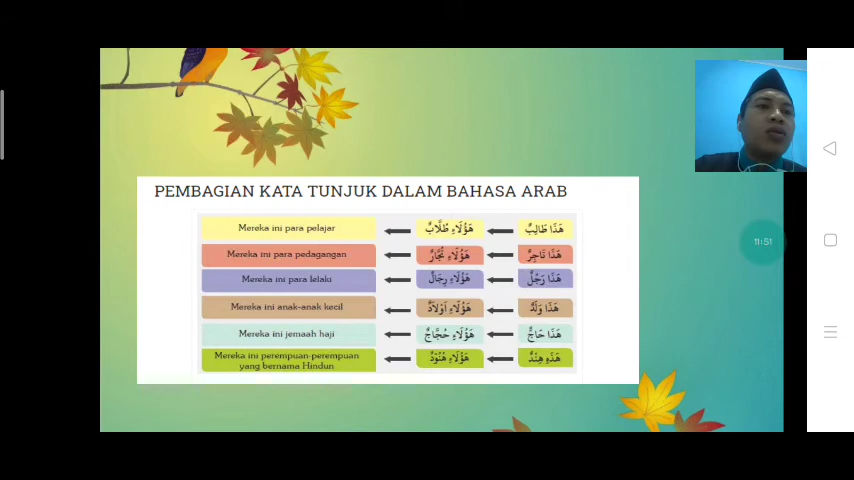 PEMBAGIAN KATA TUNJUK DALAM BAHASA ARAB
هَذَا طَالِبٌ هَؤُلَاءِ طُلَّابٌ Mereka ini para pelajar
هَذَا تَاجِرٌ هَؤُلَاءِ تُجَّارٌ Mereka ini para pedagangan
هَذَا رَجُلٌ هَؤُلَاءِ رِجَالٌ Mereka ini para lelaki
هَذَا وَلَدٌ هَؤُلَاءِ اَوْلَادٌ Mereka ini anak-anak kecil
هَذَا حَاجٌّ هَؤُلَاءِ حُجَّاجٌ Mereka ini jemaah haji
هَذِهِ هِنْدٌ هَؤُلَاءِ هُنُوْدٌ Mereka ini perempuan-perempuan
yang bernama Hindun
11:51